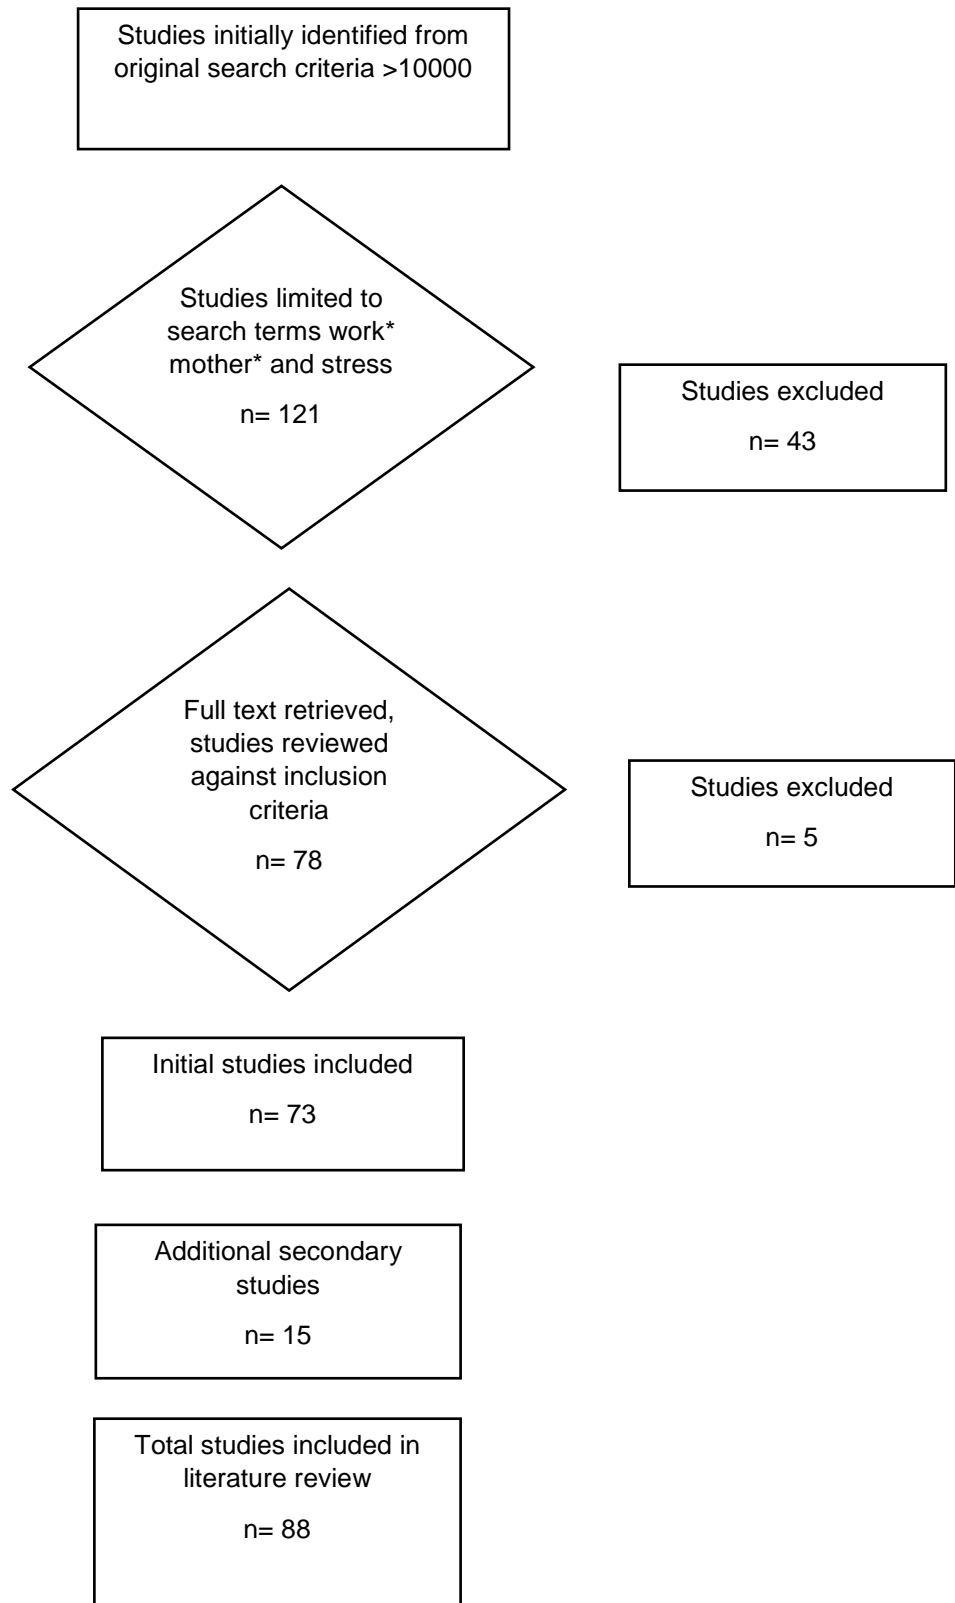 Studies initially identified from
original search criteria >10000
Studies limited to
search terms work*
mother* and stress
n= 121
Studies excluded
n= 43
Full text retrieved,
studies reviewed
against inclusion
criteria
n= 78
Studies excluded
n= 5
Initial studies included
n= 73
Additional secondary
studies
n= 15
Total studies included in
literature review
n= 88